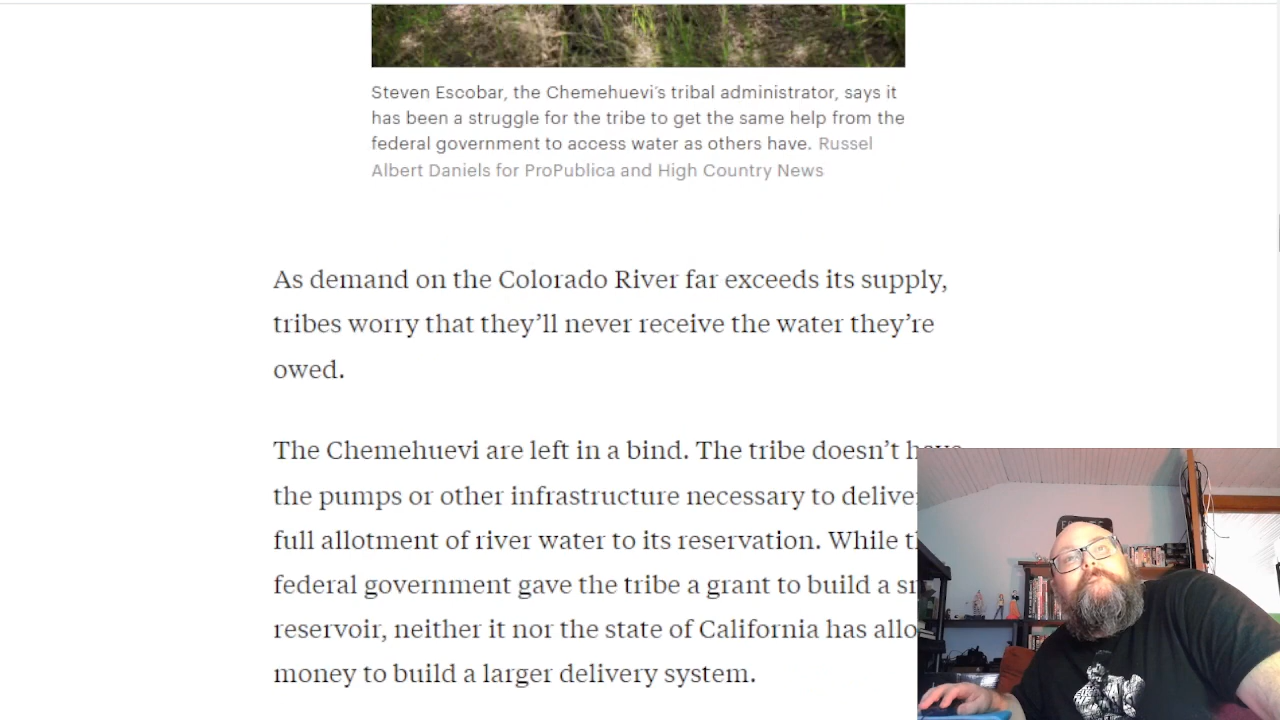 Steven Escobar, the Chemehuevi’s tribal administrator, says it
has been a struggle for the tribe to get the same help from the
federal government to access water as others have. Russel
Albert Daniels for ProPublica and High Country News
As demand on the Colorado River far exceeds its supply,
tribes worry that they’ll never receive the water they’re
owed.
The Chemehuevi are left in a bind. The tribe doesn’t have
the pumps or other infrastructure necessary to deliver
full allotment of river water to its reservation. While
federal government gave the tribe a grant to build a
reservoir, neither it nor the state of California has
money to build a larger delivery system.